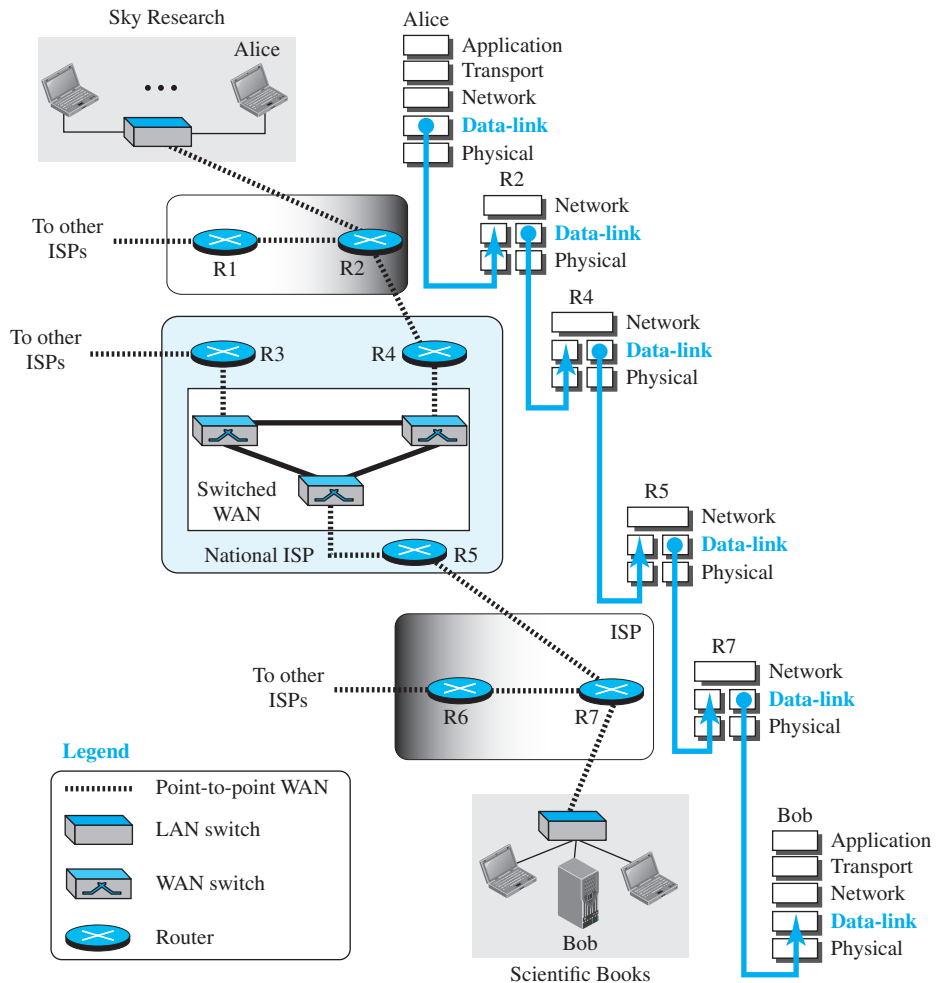 Sky Research
Alice
Alice
Application
Transport
Network
Data-link
Physical
R2
Network
Data-link
Physical
To other
ISPs
R1
R2
R4
Network
Data-link
Physical
To other
ISPs
R3
R4
Switched
WAN
National ISP
R5
R5
Network
Data-link
Physical
ISP
To other
ISPs
R6
R7
R7
Network
Data-link
Physical
Legend
Point-to-point WAN
LAN switch
WAN switch
Router
Bob
Scientific Books
Bob
Application
Transport
Network
Data-link
Physical